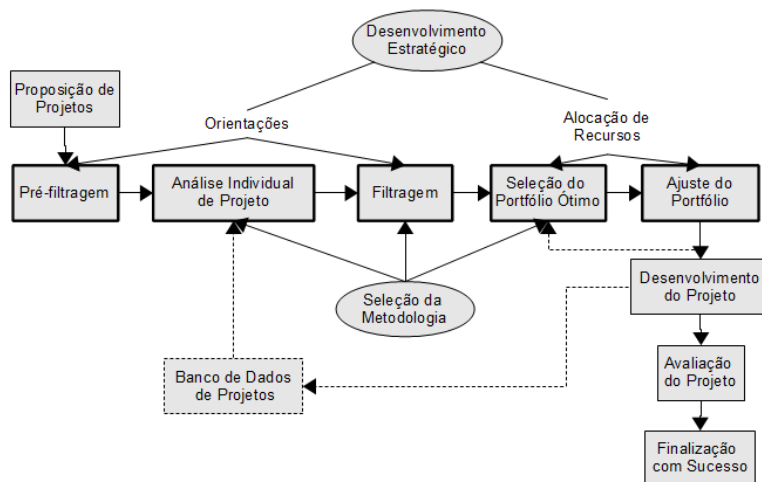 Desenvolvimento
Estratégico
Proposição de
Projetos
Orientações
Alocação de
Recursos
Pré-filtragem
Análise Individual
de Projeto
Filtragem
Seleção do
Portfólio Ótimo
Ajuste do
Portfólio
Seleção da
Metodologia
Desenvolvimento
do Projeto
Banco de Dados
de Projetos
Avaliação
do Projeto
Finalização
com Sucesso